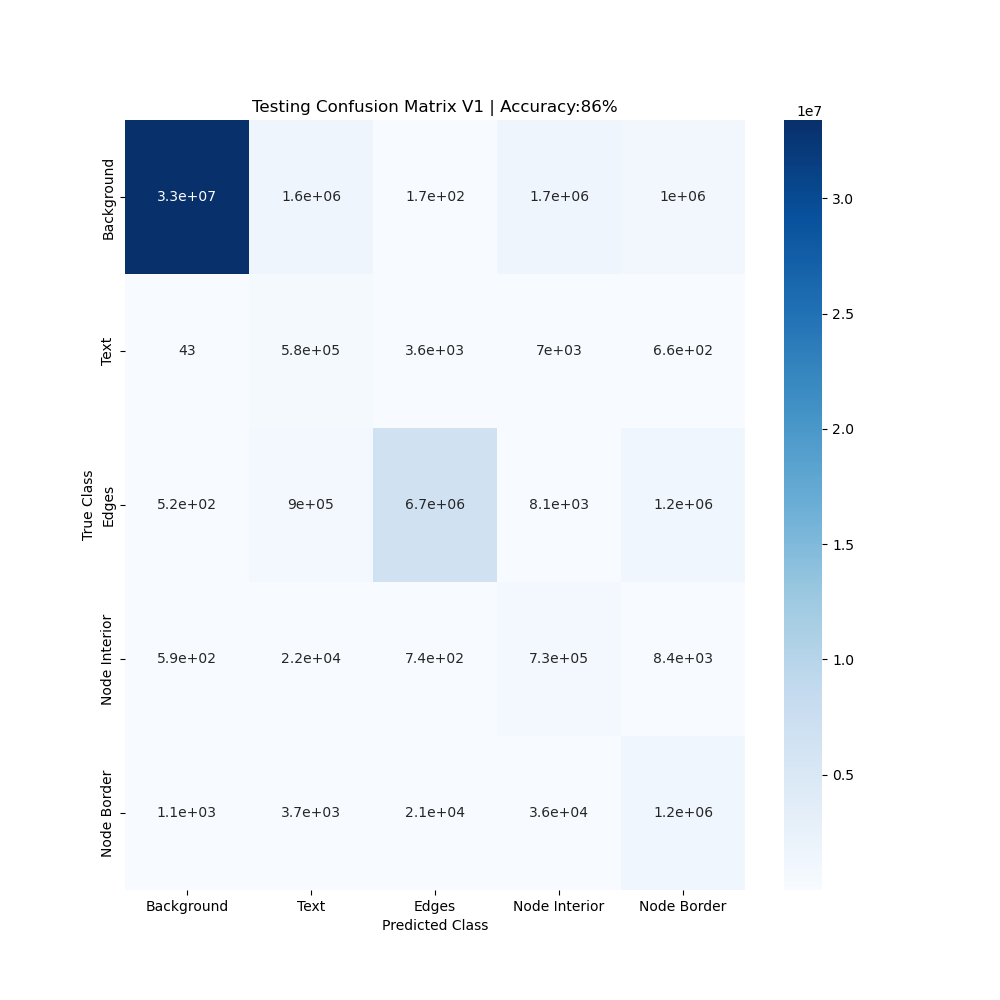 Testing Confusion Matrix V1 | Accuracy:86%
1e7
Background
3.3e+07 1.6e+06 1.7e+02 1.7e+06 1e+06
3.0
2.5
Text
43 5.8e+05 3.6e+03 7e+03 6.6e+02
2.0
True Class
Edges
5.2e+02 9e+05 6.7e+06 8.1e+03 1.2e+06
1.5
1.0
Node Interior
5.9e+02 2.2e+04 7.4e+02 7.3e+05 8.4e+03
0.5
Node Border
1.1e+03 3.7e+03 2.1e+04 3.6e+04 1.2e+06
Background Text Edges Node Interior Node Border
Predicted Class